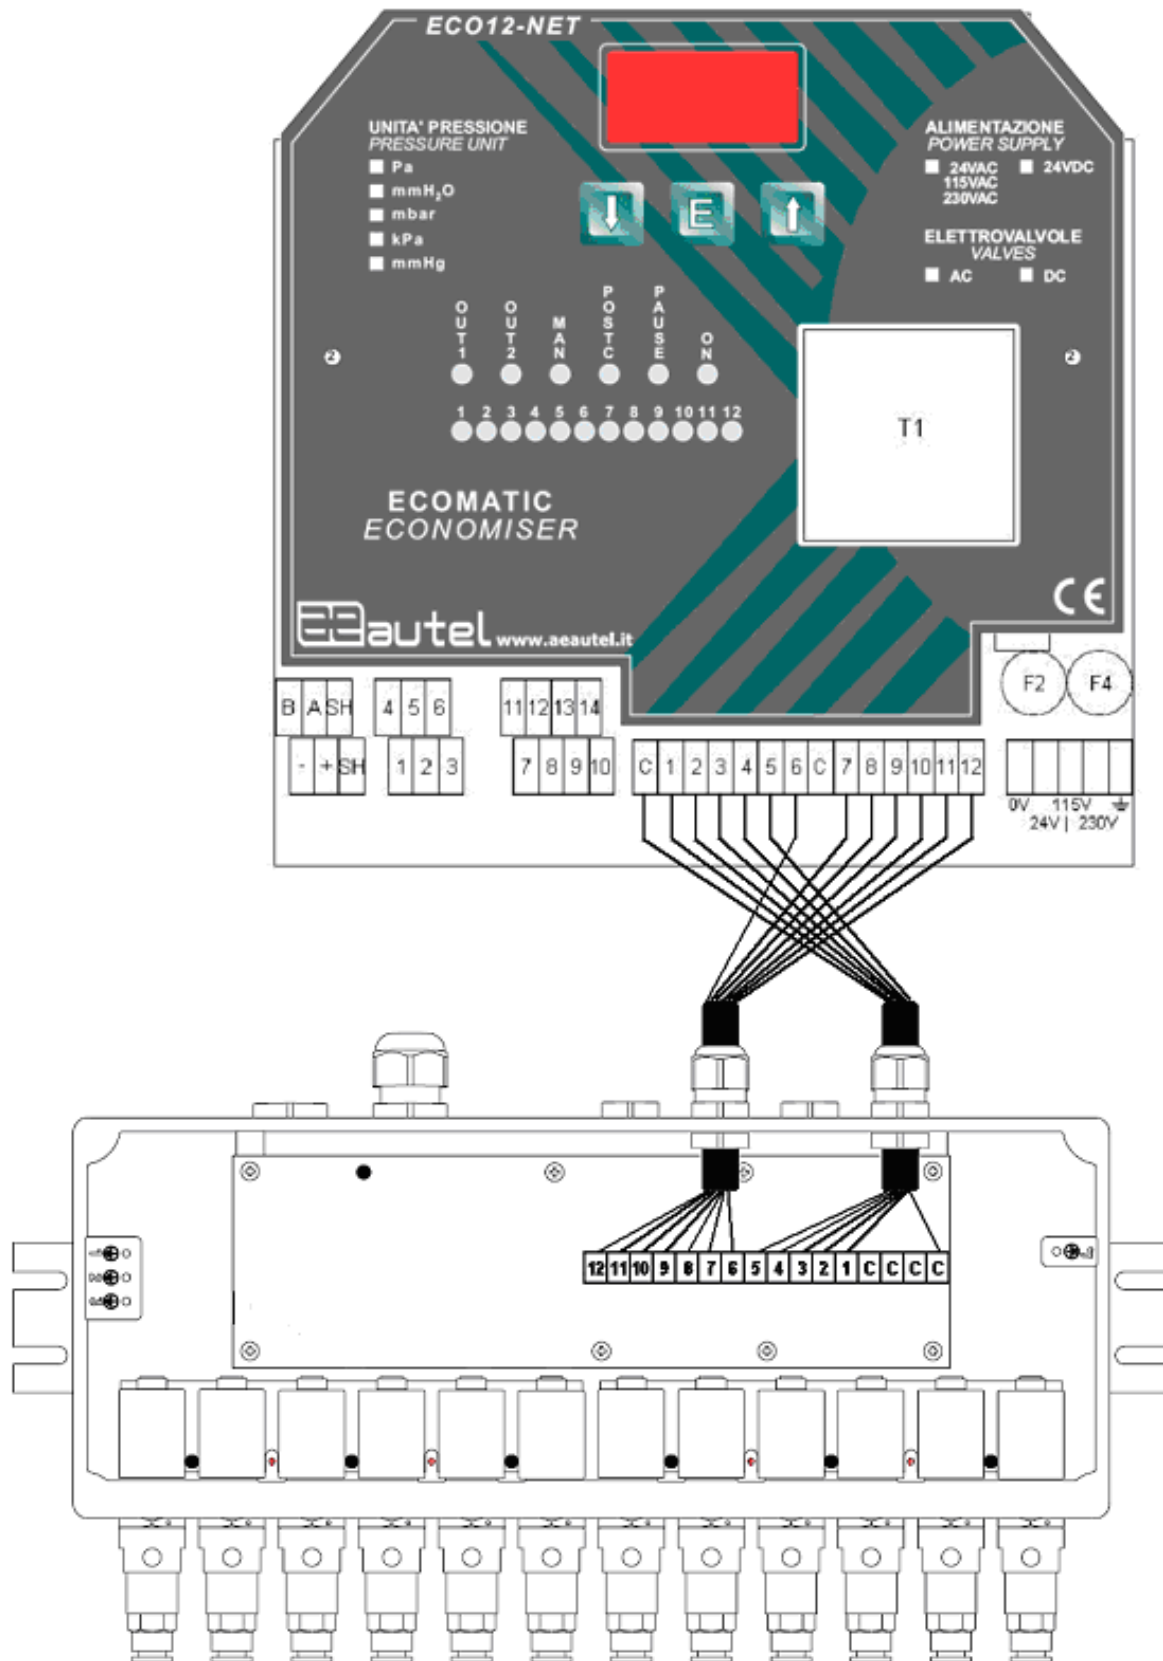 ECO12-NET
UNITA' PRESSIONE
PRESSURE UNIT
Pa
mmH₂O
mbar
kPa
mmHg
ALIMENTAZIONE
POWER SUPPLY
24VAC 24VDC
115VAC
230VAC
ELETTROVALVOLE
VALVES
AC DC
E
OUT1 OUT2 MAN POSTC PAUSE ON
1 2 3 4 5 6 7 8 9 10 11 12
T1
ECOMATIC
ECONOMISER
ae autel www.aeautel.it
CE
F2 F4
B A SH 4 5 6 11 12 13 14
- + SH 1 2 3 7 8 9 10 C 1 2 3 4 5 6 C 7 8 9 10 11 12
0V 115V
24V | 230V
12 11 10 9 8 7 6 5 4 3 2 1 C C C C